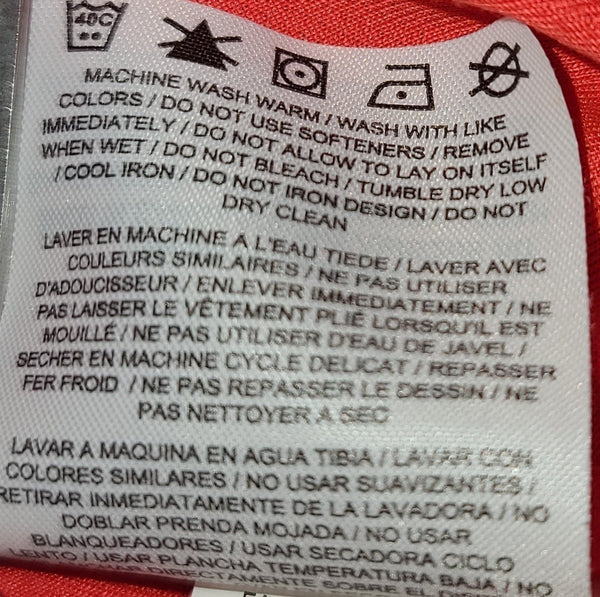 40C
MACHINE WASH WARM / WASH WITH LIKE
COLORS / DO NOT USE SOFTENERS / REMOVE
IMMEDIATELY / DO NOT ALLOW TO LAY ON ITSELF
WHEN WET / DO NOT BLEACH / TUMBLE DRY LOW
/ COOL IRON / DO NOT IRON DESIGN / DO NOT
DRY CLEAN
LAVER EN MACHINE A L'EAU TIEDE / LAVER AVEC
COULEURS SIMILAIRES / NE PAS UTILISER
D'ADOUCISSEUR / ENLEVER IMMEDIATEMENT / NE
PAS LAISSER LE VÊTEMENT PLIÉ LORSQU'IL EST
MOUILLÉ / NE PAS UTILISER D'EAU DE JAVEL /
SECHER EN MACHINE CYCLE DELICAT / REPASSER
FER FROID / NE PAS REPASSER LE DESSIN / NE
PAS NETTOYER A SEC
LAVAR A MAQUINA EN AGUA TIBIA / LAVAR CON
COLORES SIMILARES / NO USAR SUAVIZANTES /
RETIRAR INMEDIATAMENTE DE LA LAVADORA / NO
DOBLAR PRENDA MOJADA / NO USAR
BLANQUEADORES / USAR SECADORA CICLO
LENTO / USAR PLANCHA TEMPERATURA BAJA / NO
DIRECTAMENTE SOBRE EL